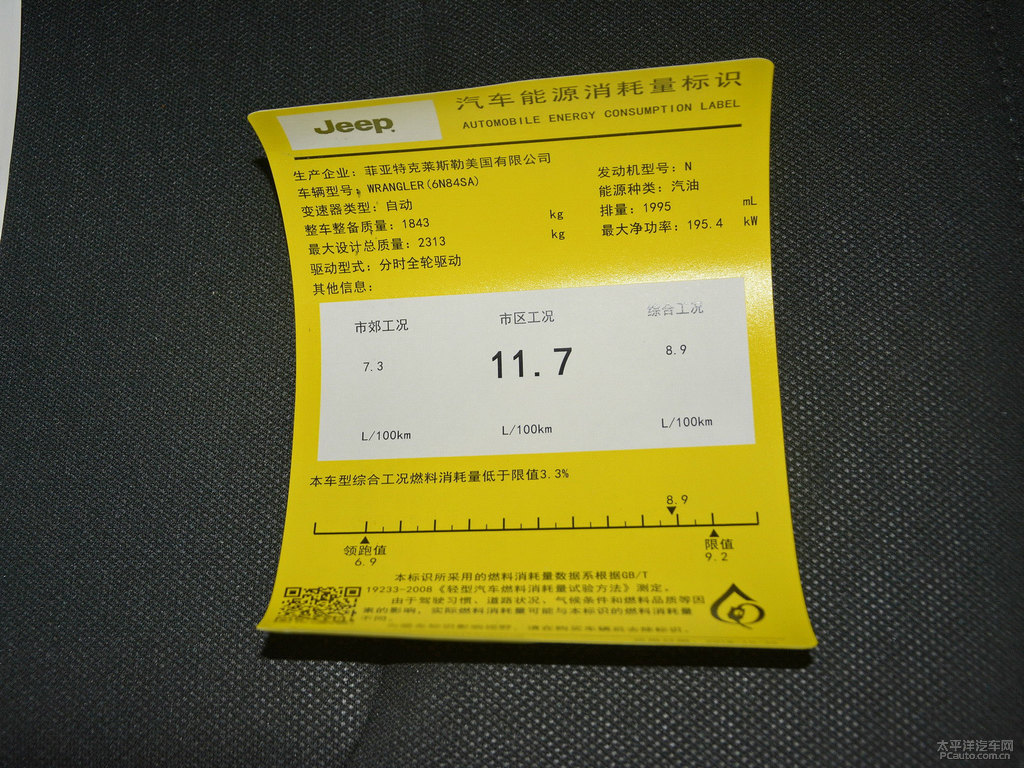 Jeep
汽车能源消耗量标识
AUTOMOBILE ENERGY CONSUMPTION LABEL
生产企业：菲亚特克莱斯勒美国有限公司
车辆型号：WRANGLER(6N84SA)
变速器类型：自动
整车整备质量：1843 kg
最大设计总质量：2313 kg
驱动型式：分时全轮驱动
其他信息：
发动机型号：N
能源种类：汽油
排量：1995 mL
最大净功率：195.4 kW
市郊工况 市区工况 综合工况
7.3 11.7 8.9
L/100km L/100km L/100km
本车型综合工况燃料消耗量低于限值3.3%
8.9
领跑值 限值
6.9 9.2
本标识所采用的燃料消耗量数据系根据GB/T
19233-2008《轻型汽车燃料消耗量试验方法》测定。
由于驾驶习惯、道路状况、气候条件和燃料品质等因
素的影响，实际燃料消耗量可能与本标识的燃料消耗量
不同。
太平洋汽车网
PCauto.com.cn